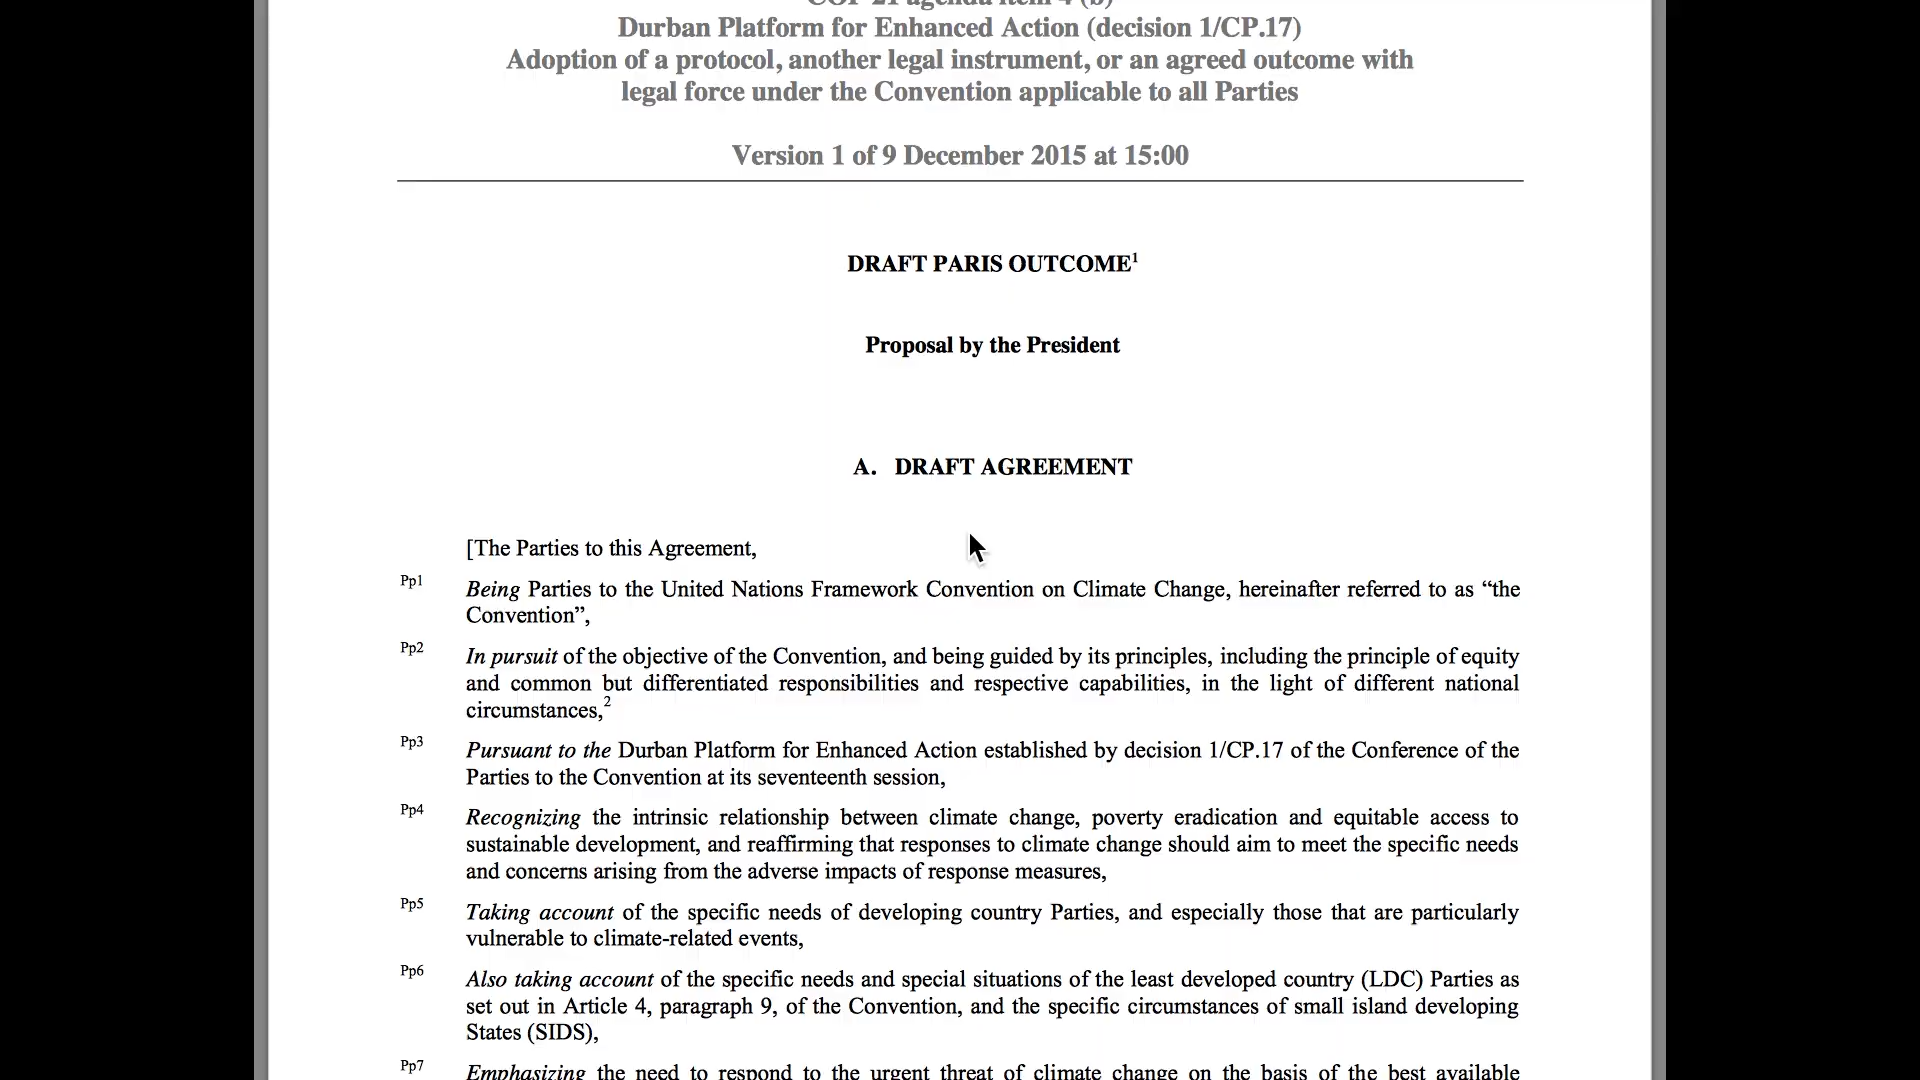 COP 21 agenda item 4 (b)
Durban Platform for Enhanced Action (decision 1/CP.17)
Adoption of a protocol, another legal instrument, or an agreed outcome with
legal force under the Convention applicable to all Parties
Version 1 of 9 December 2015 at 15:00
DRAFT PARIS OUTCOME¹
Proposal by the President
A. DRAFT AGREEMENT
[The Parties to this Agreement,
Pp1 Being Parties to the United Nations Framework Convention on Climate Change, hereinafter referred to as “the
Convention”,
Pp2 In pursuit of the objective of the Convention, and being guided by its principles, including the principle of equity
and common but differentiated responsibilities and respective capabilities, in the light of different national
circumstances,²
Pp3 Pursuant to the Durban Platform for Enhanced Action established by decision 1/CP.17 of the Conference of the
Parties to the Convention at its seventeenth session,
Pp4 Recognizing the intrinsic relationship between climate change, poverty eradication and equitable access to
sustainable development, and reaffirming that responses to climate change should aim to meet the specific needs
and concerns arising from the adverse impacts of response measures,
Pp5 Taking account of the specific needs of developing country Parties, and especially those that are particularly
vulnerable to climate-related events,
Pp6 Also taking account of the specific needs and special situations of the least developed country (LDC) Parties as
set out in Article 4, paragraph 9, of the Convention, and the specific circumstances of small island developing
States (SIDS),
Pp7 Emphasizing the need to respond to the urgent threat of climate change on the basis of the best available